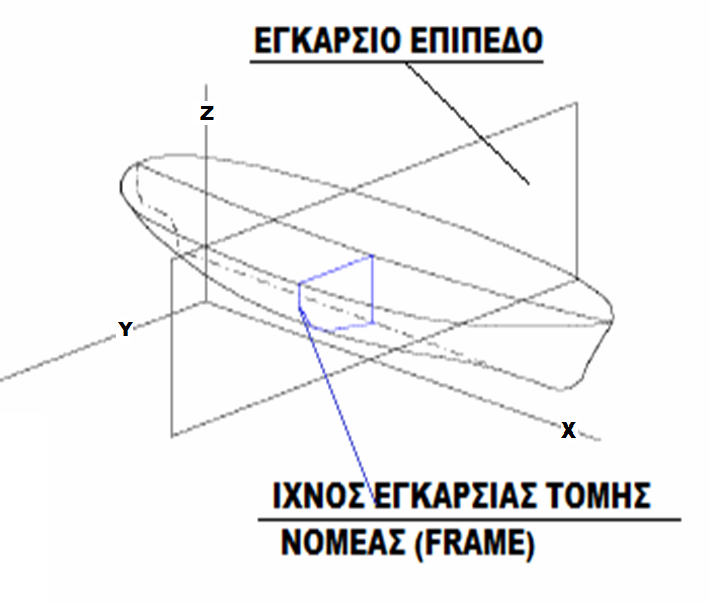 ΕΓΚΑΡΣΙΟ ΕΠΙΠΕΔΟ
Z
Y
X
ΙΧΝΟΣ ΕΓΚΑΡΣΙΑΣ ΤΟΜΗΣ
ΝΟΜΕΑΣ (FRAME)